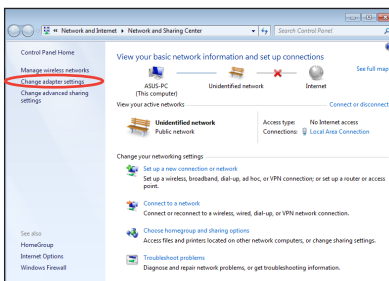 Network and Internet ▸ Network and Sharing Center
Search Control Panel
Control Panel Home
Manage wireless networks
Change adapter settings
Change advanced sharing
settings
See also
HomeGroup
Internet Options
Windows Firewall
View your basic network information and set up connections
See full map
ASUS-PC
(This computer)
Unidentified network
Internet
View your active networks
Connect or disconnect
Unidentified network
Public network
Access type: No Internet access
Connections: Local Area Connection
Change your networking settings
Set up a new connection or network
Set up a wireless, broadband, dial-up, ad hoc, or VPN connection; or set up a router or access
point.
Connect to a network
Connect or reconnect to a wireless, wired, dial-up, or VPN network connection.
Choose homegroup and sharing options
Access files and printers located on other network computers, or change sharing settings.
Troubleshoot problems
Diagnose and repair network problems, or get troubleshooting information.